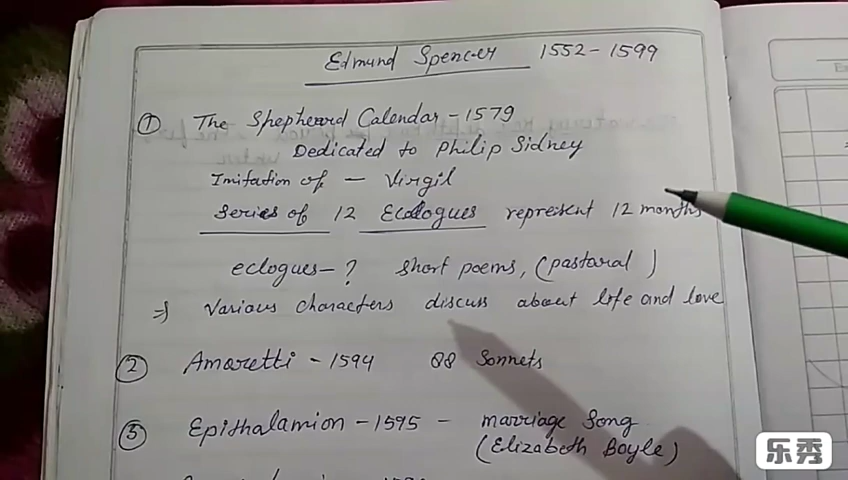 Edmund Spencer 1552-1599
① The Shepheard Calendar - 1579
Dedicated to Philip Sidney
Imitation of - Virgil
Series of 12 Eclogues represent 12 months
eclogues - ? short poems, (pastoral)
⇒ Various characters discuss about life and love
② Amoretti - 1594 88 Sonnets
③ Epithalamion - 1595 - marriage Song
(Elizabeth Boyle)
乐秀